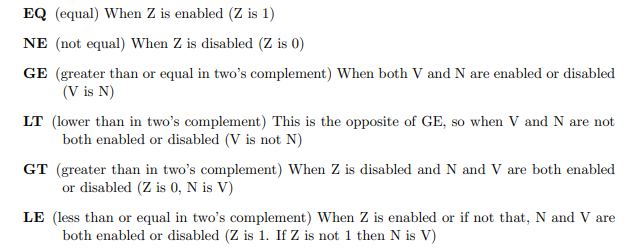 EQ (equal) When Z is enabled (Z is 1)
NE (not equal) When Z is disabled (Z is 0)
GE (greater than or equal in two’s complement) When both V and N are enabled or disabled
(V is N)
LT (lower than in two’s complement) This is the opposite of GE, so when V and N are not
both enabled or disabled (V is not N)
GT (greater than in two’s complement) When Z is disabled and N and V are both enabled
or disabled (Z is 0, N is V)
LE (less than or equal in two’s complement) When Z is enabled or if not that, N and V are
both enabled or disabled (Z is 1. If Z is not 1 then N is V)